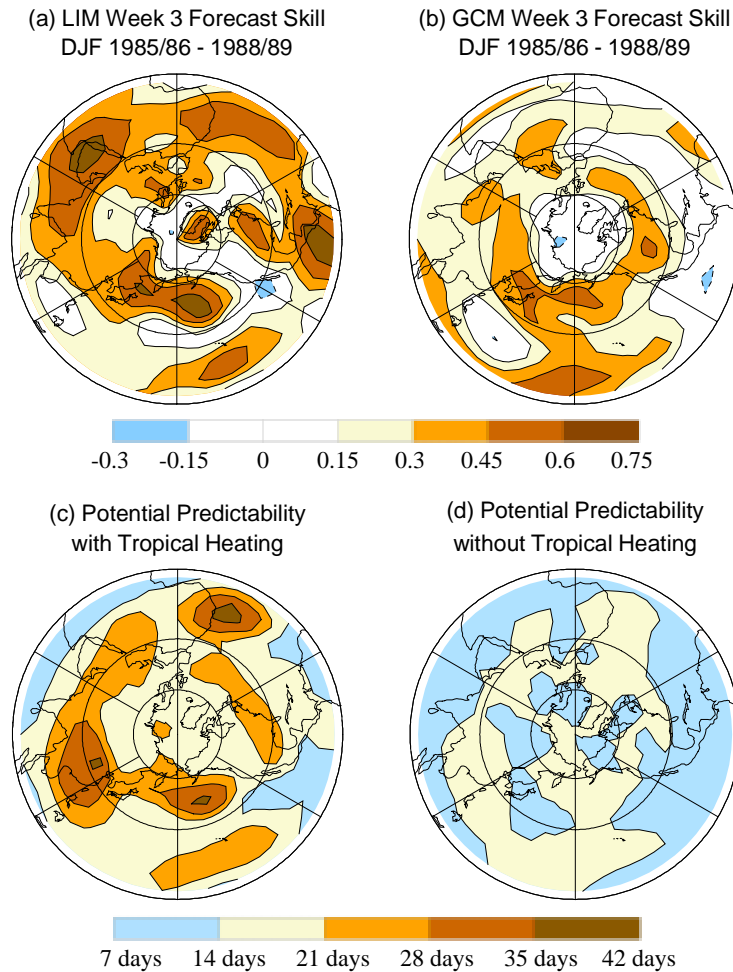 (a) LIM Week 3 Forecast Skill
DJF 1985/86 - 1988/89
(b) GCM Week 3 Forecast Skill
DJF 1985/86 - 1988/89
-0.3 -0.15 0 0.15 0.3 0.45 0.6 0.75
(c) Potential Predictability
with Tropical Heating
(d) Potential Predictability
without Tropical Heating
7 days 14 days 21 days 28 days 35 days 42 days